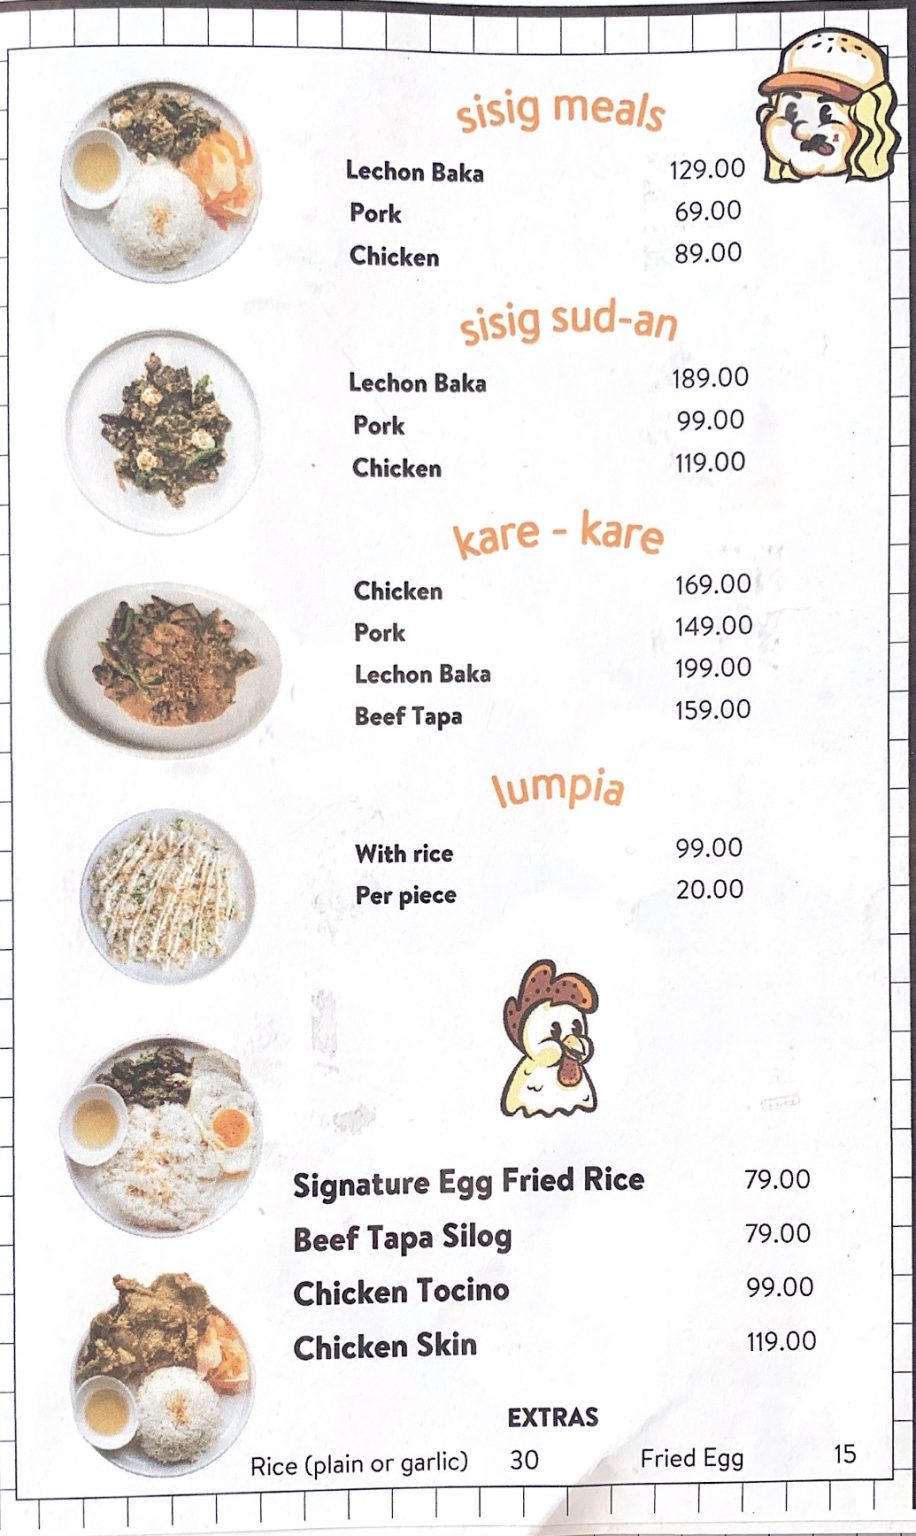 sisig meals
Lechon Baka 129.00
Pork 69.00
Chicken 89.00
sisig sud-an
Lechon Baka 189.00
Pork 99.00
Chicken 119.00
kare - kare
Chicken 169.00
Pork 149.00
Lechon Baka 199.00
Beef Tapa 159.00
lumpia
With rice 99.00
Per piece 20.00
Signature Egg Fried Rice 79.00
Beef Tapa Silog 79.00
Chicken Tocino 99.00
Chicken Skin 119.00
EXTRAS
Rice (plain or garlic) 30 Fried Egg 15